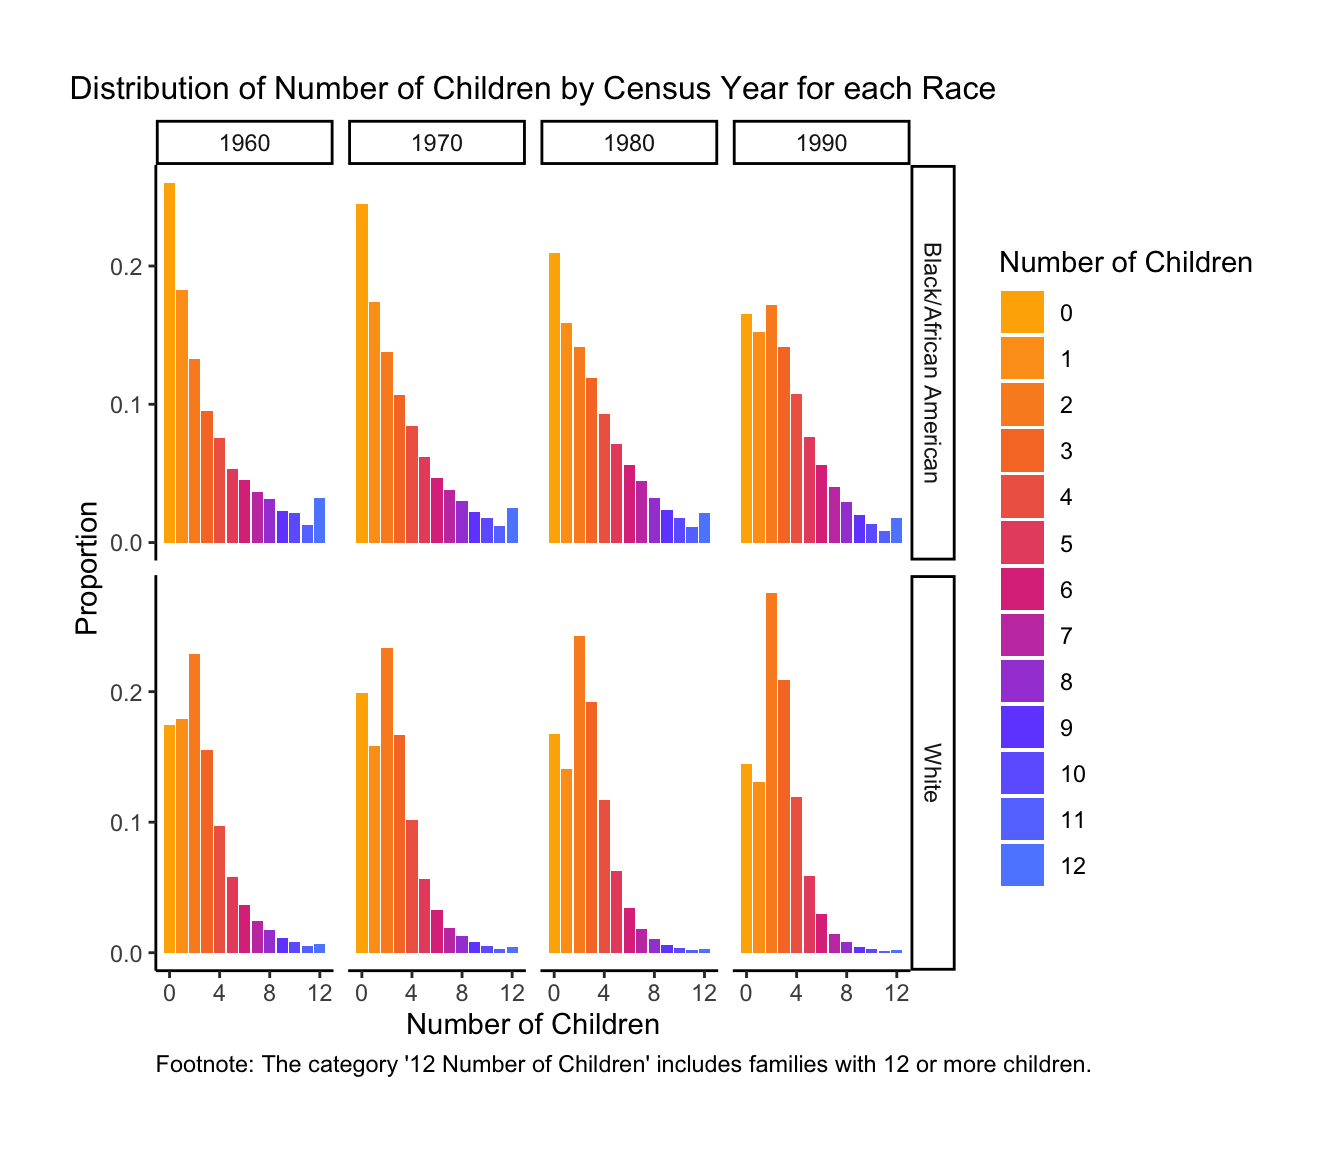 Distribution of Number of Children by Census Year for each Race
1960 1970 1980 1990
Black/African American
0.2
0.1
0.0
Proportion
White
0.2
0.1
0.0
0 4 8 12 0 4 8 12 0 4 8 12 0 4 8 12
Number of Children
Footnote: The category '12 Number of Children' includes families with 12 or more children.
Number of Children
0
1
2
3
4
5
6
7
8
9
10
11
12